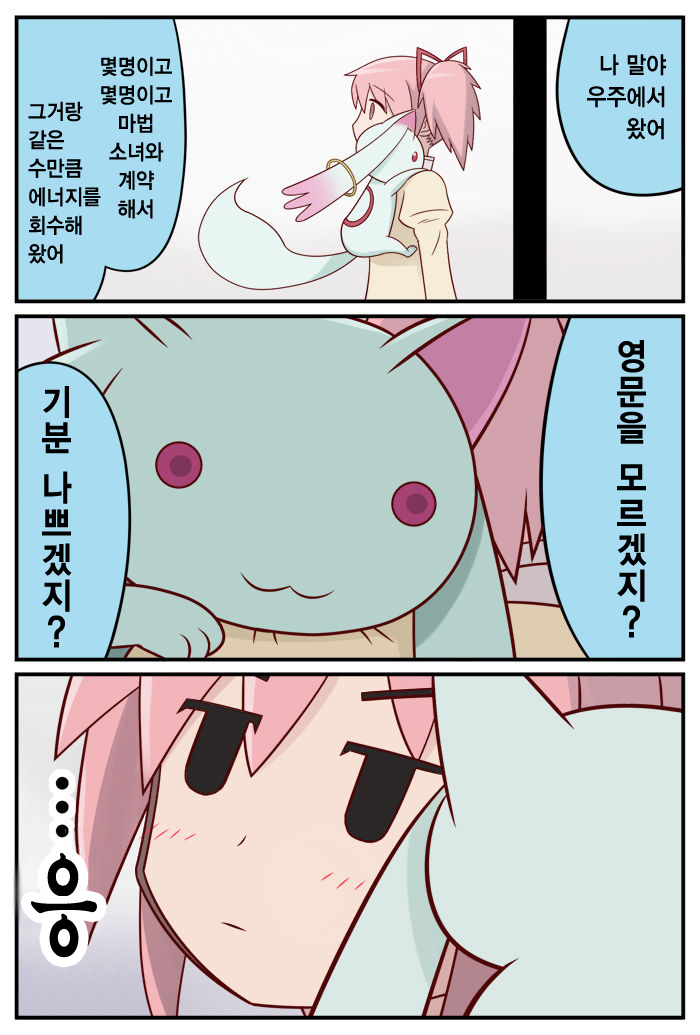 나 말야
우주에서
왔어
몇명이고
몇명이고
마법
소녀와
계약
해서
그거랑
같은
수만큼
에너지를
회수해
왔어
영문을 모르겠지?
기분 나쁘겠지?
…응